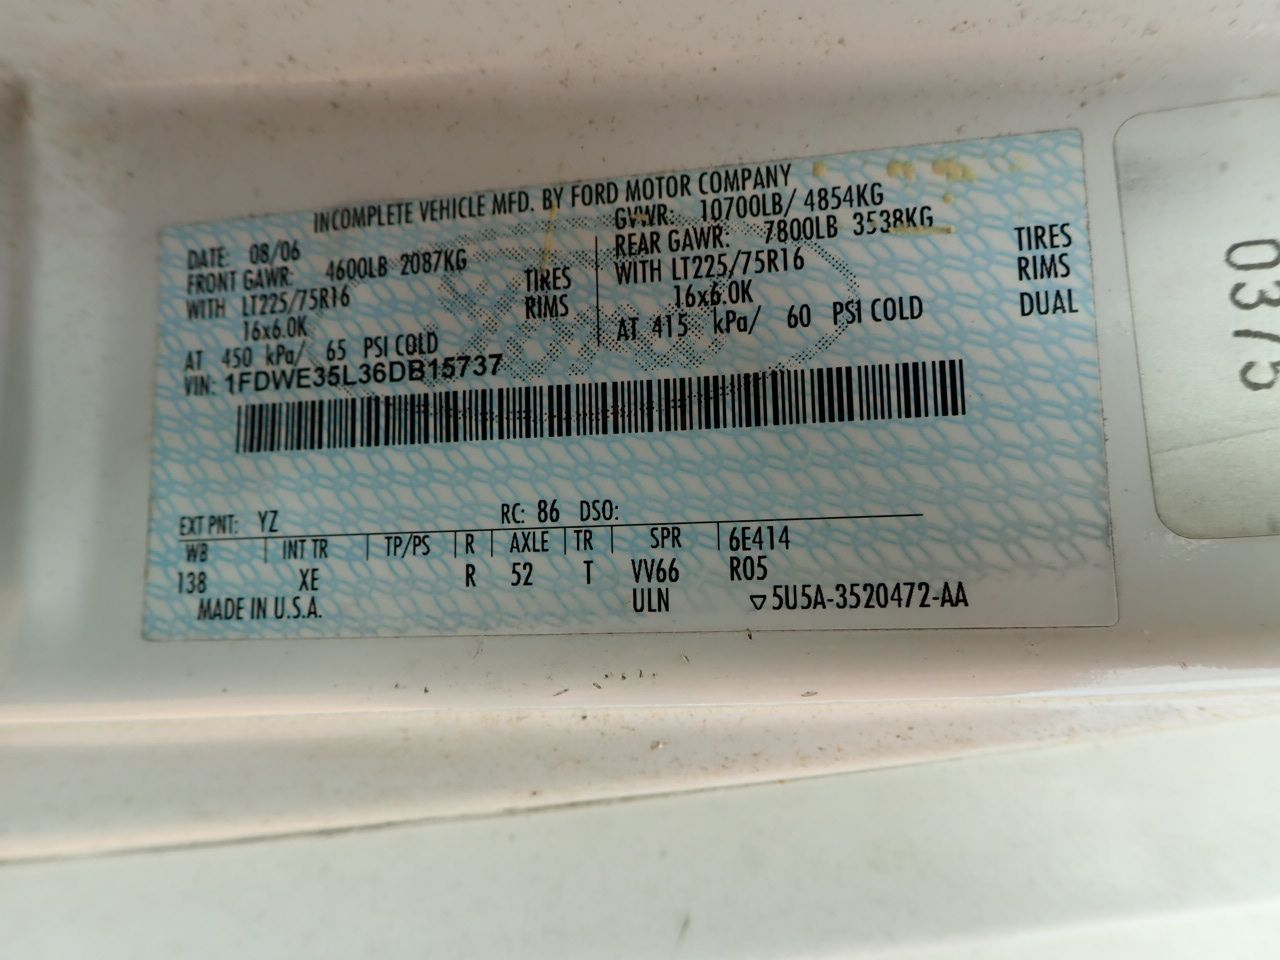 INCOMPLETE VEHICLE MFD. BY FORD MOTOR COMPANY
DATE: 08/06
GVWR: 10700LB/ 4854KG
FRONT GAWR: 4600LB 2087KG
REAR GAWR: 7800LB 3538KG
WITH LT225/75R16 TIRES
WITH LT225/75R16 TIRES
16x6.0K RIMS
16x6.0K RIMS
AT 450 kPa/ 65 PSI COLD
AT 415 kPa/ 60 PSI COLD DUAL
VIN: 1FDWE35L36DB15737
EXT PNT: YZ RC: 86 DSO:
WB INT TR TP/PS R AXLE TR SPR 6E414
138 XE R 52 T VV66 R05
MADE IN U.S.A. ULN ▽5U5A-3520472-AA
0375